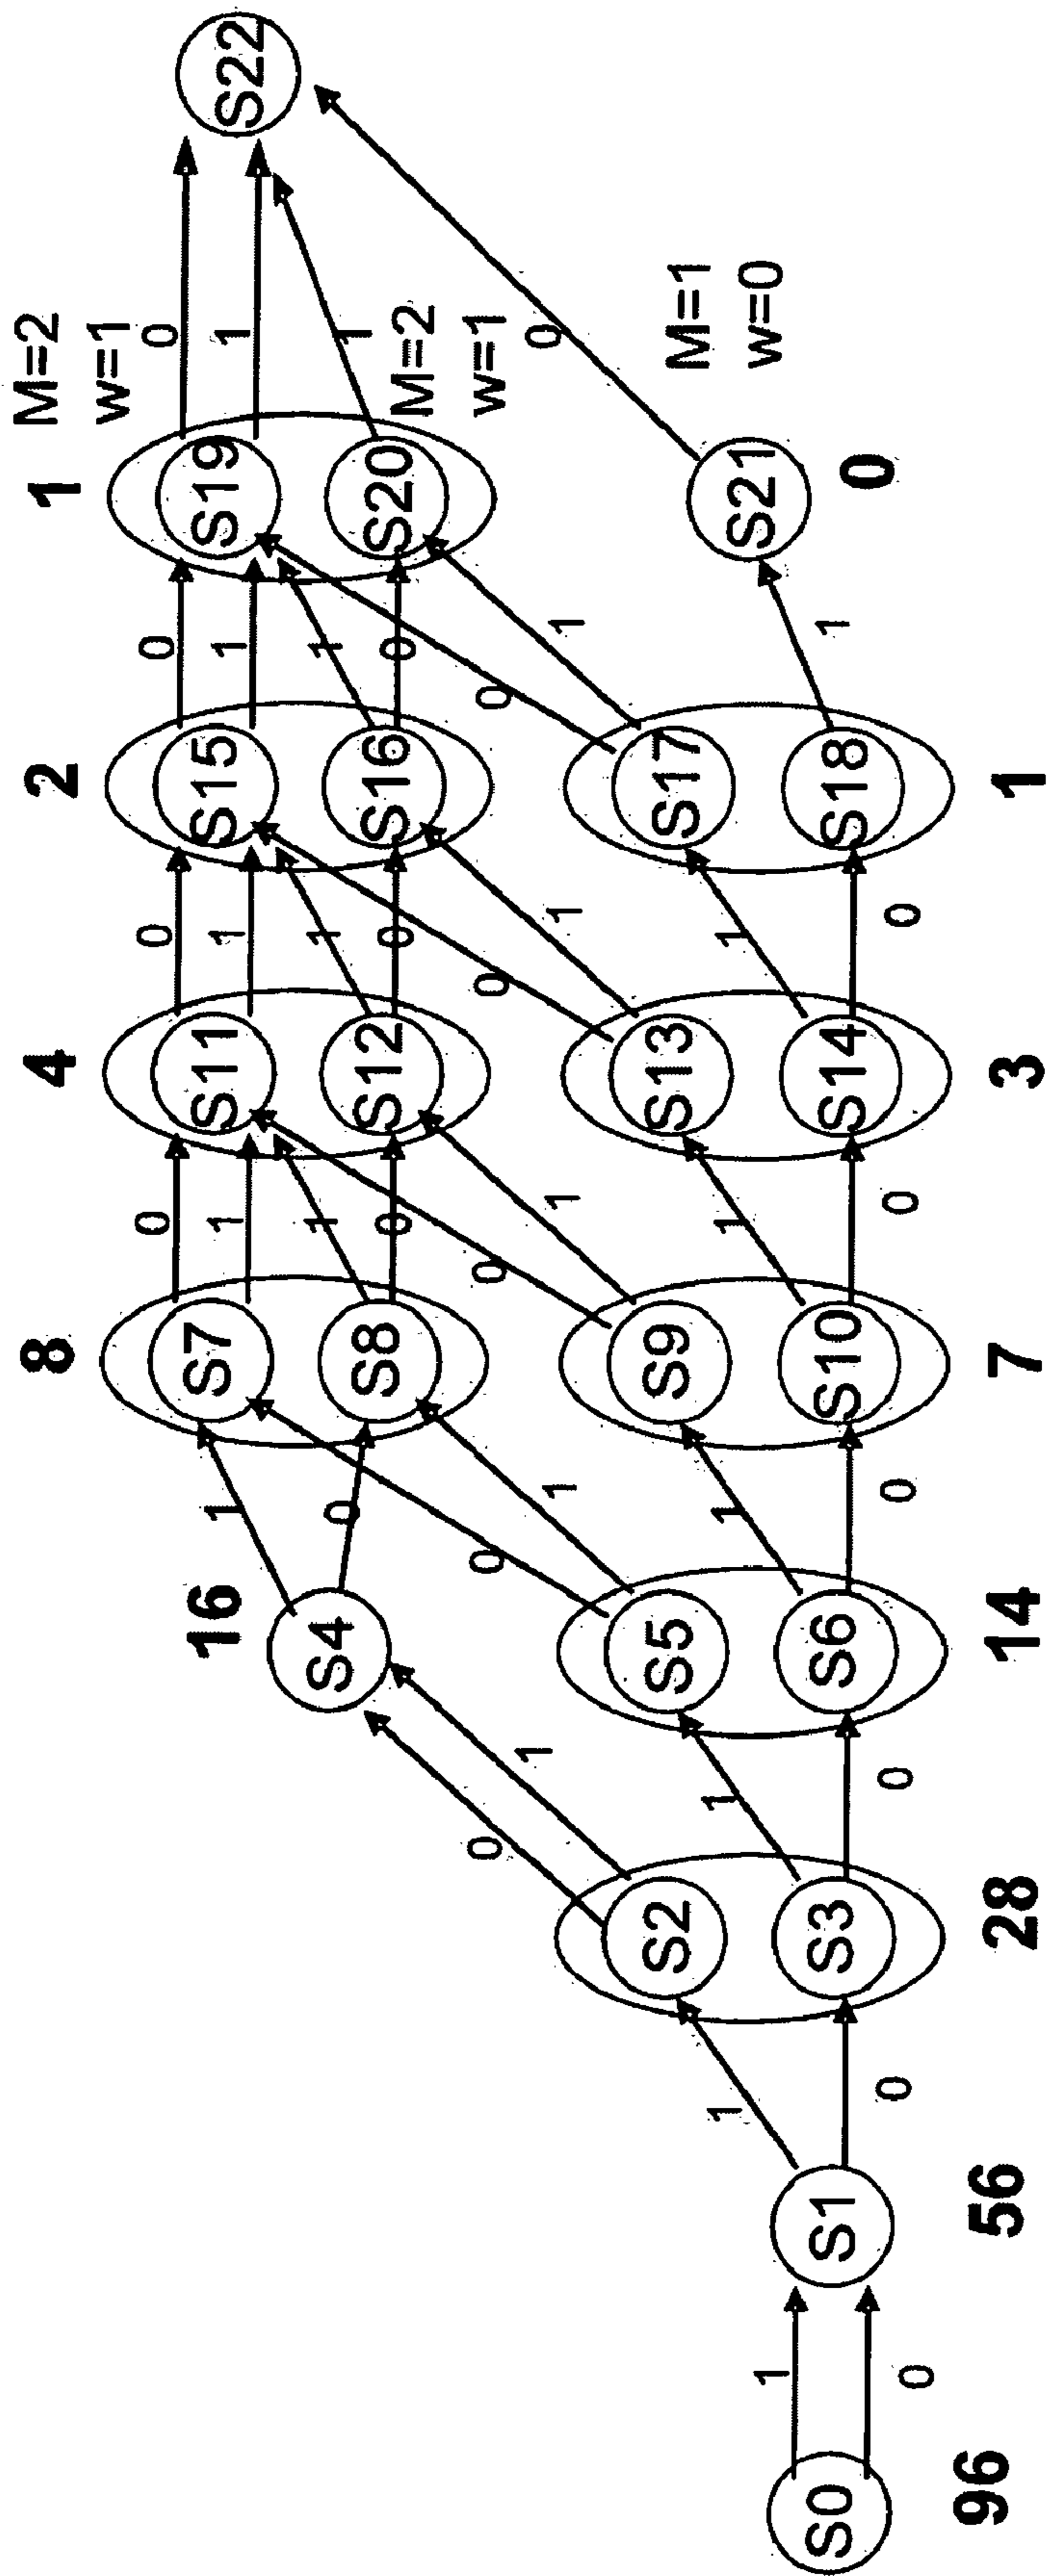 8 4 2 1 M=2
w=1
0 0 0 0
16 S7 S11 S15 S19 S22
1 1 1 1 1
1 1 1 1
S4 0
S8 S12 S16 S20
0 0 0 M=2
w=1
0 0 0 0 0 0
1 1 1 1 1
S2 S5 S9 S13 S17 M=1
1 1 1 1 1 S21 w=0
1 1
S0 S1 S3 S6 S10 S14 S18
0
0 0 0 0 0 0
96 56 28 14 7 3 1